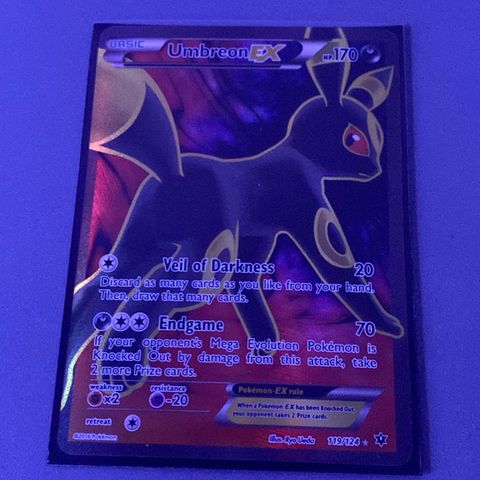 BASIC
Umbreon EX
HP170
Veil of Darkness 20
Discard as many cards as you like from your hand.
Then, draw that many cards.
Endgame 70
If your opponent's Mega Evolution Pokémon is
Knocked Out by damage from this attack, take
2 more Prize cards.
weakness resistance
×2 -20
Pokémon-EX rule
When a Pokémon-EX has been Knocked Out,
your opponent takes 2 Prize cards.
retreat
©2016 Pokémon
Illus. Ryo Ueda
119/124